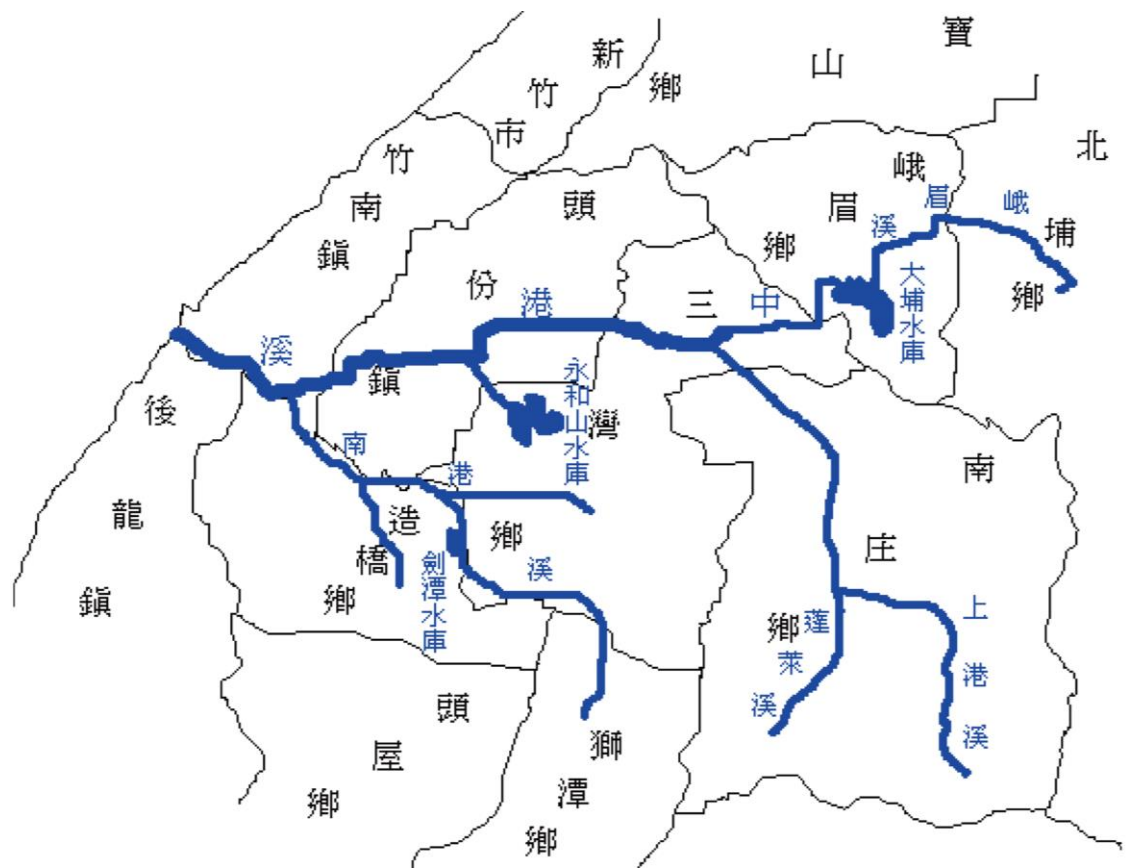 寶山鄉
新竹市
竹南鎮
頭份鎮
峨眉鄉
北埔鄉
三灣鄉
南庄鄉
後龍鎮
造橋鄉
頭屋鄉
獅潭鄉
中港溪
峨眉溪
大埔水庫
永和山水庫
南港溪
劍潭水庫
蓬萊溪
上港溪